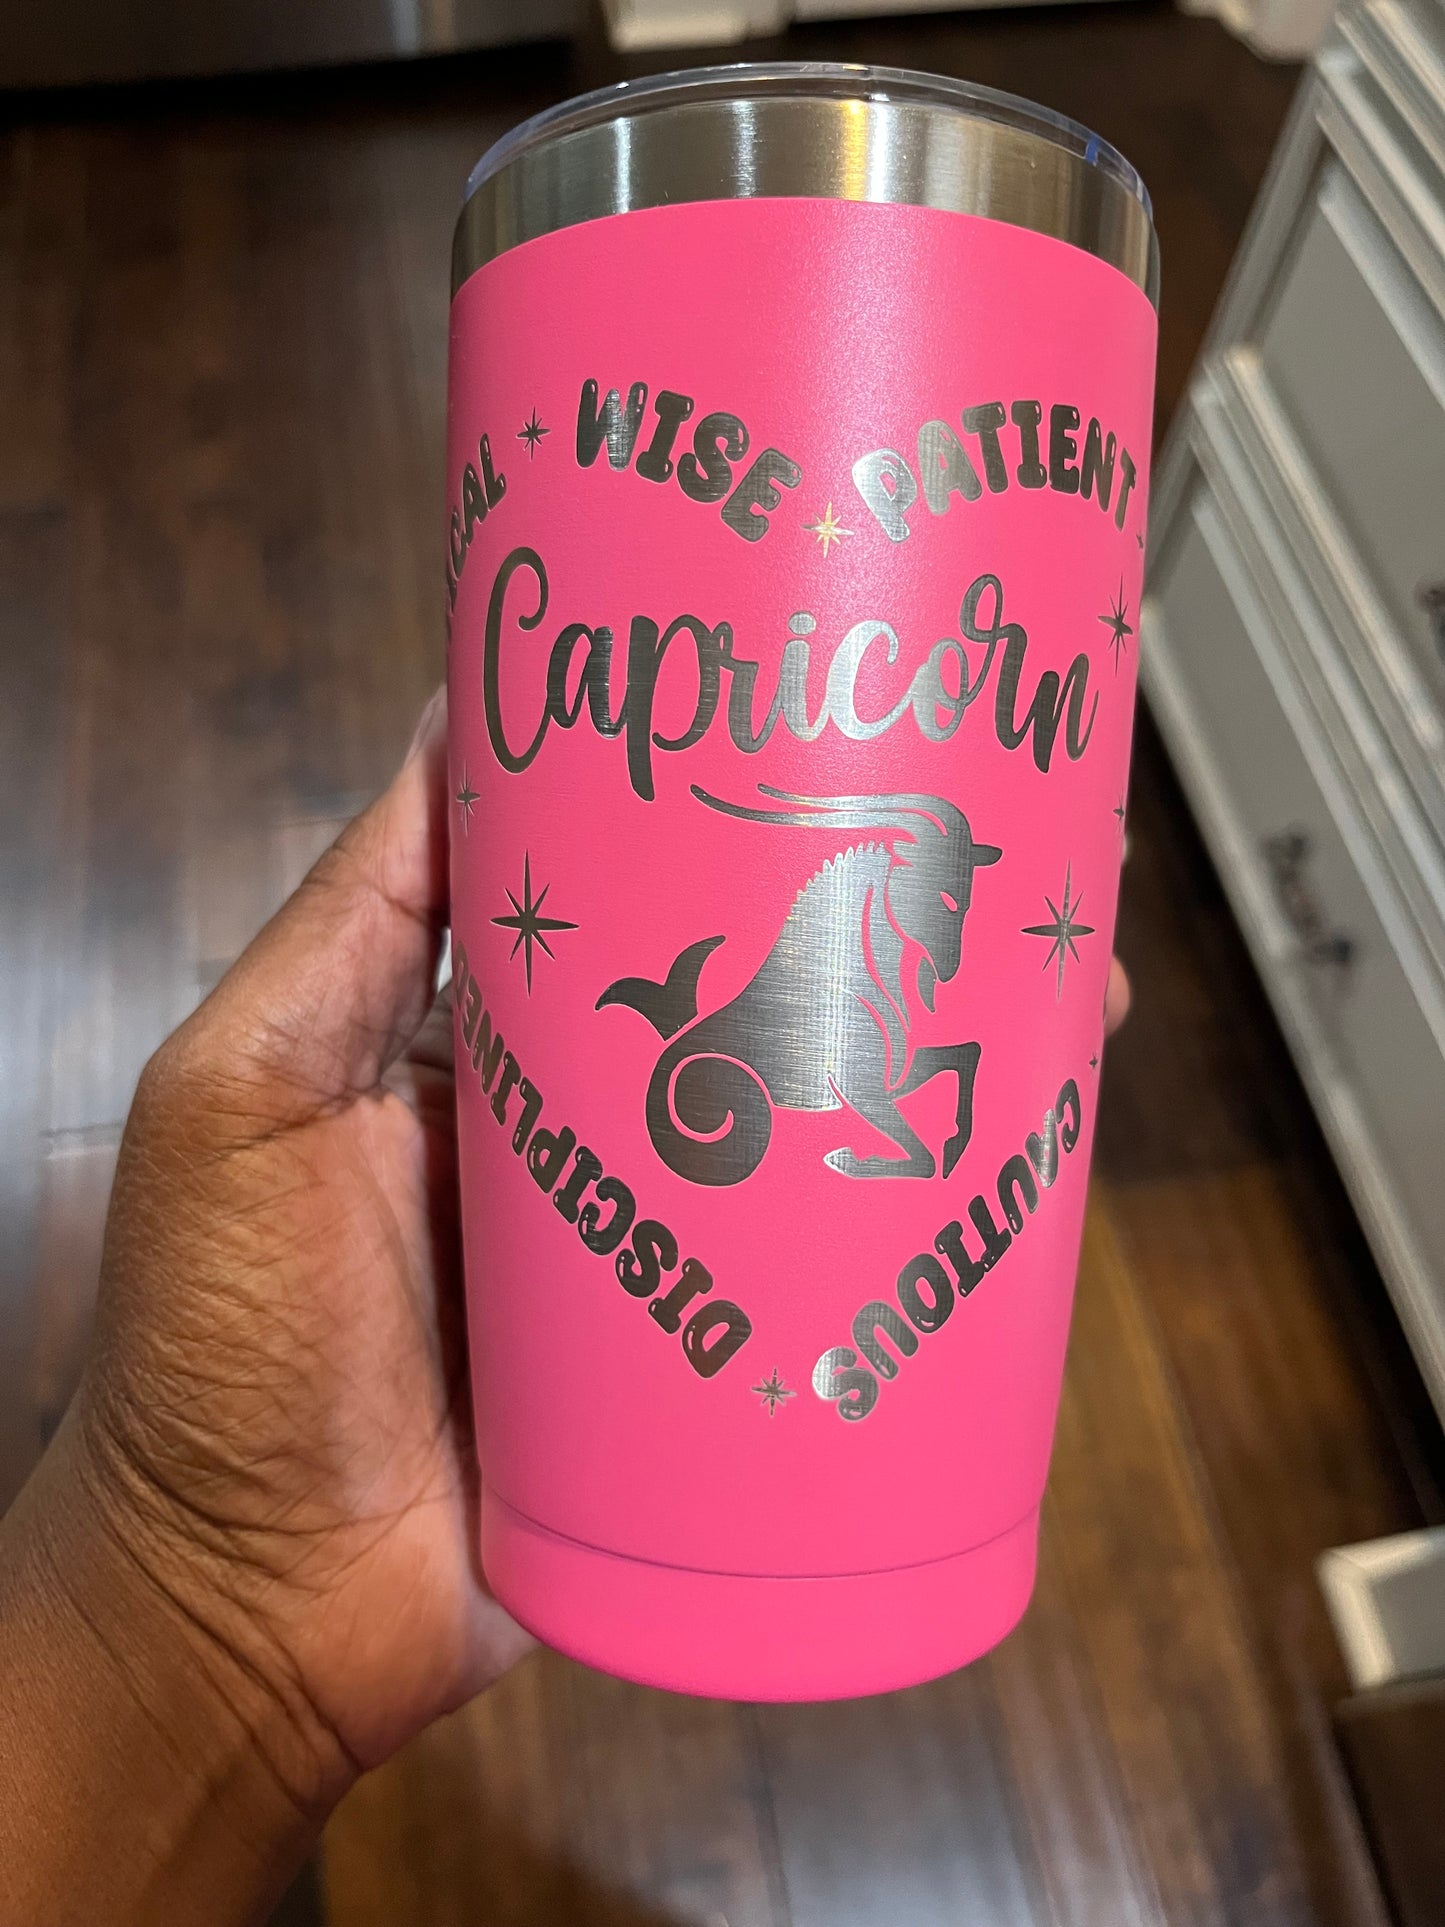 WISE PATIENT
Capricorn
DISCIPLINED
CAUTIOUS